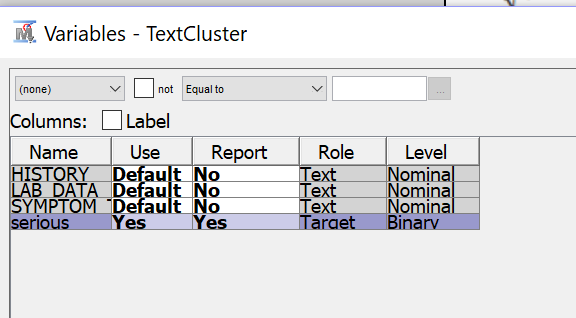 Variables - TextCluster
(none) not Equal to ...
Columns: Label
Name Use Report Role Level
HISTORY Default No Text Nominal
LAB_DATA Default No Text Nominal
SYMPTOM_T Default No Text Nominal
serious Yes Yes Target Binary